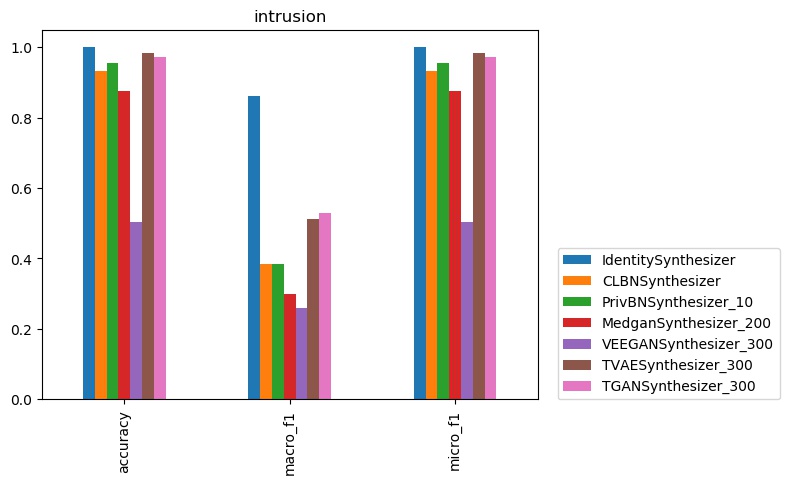 intrusion
1.0
0.8
0.6
0.4
0.2
0.0
accuracy
macro_f1
micro_f1
IdentitySynthesizer
CLBNSynthesizer
PrivBNSynthesizer_10
MedganSynthesizer_200
VEEGANSynthesizer_300
TVAESynthesizer_300
TGANSynthesizer_300